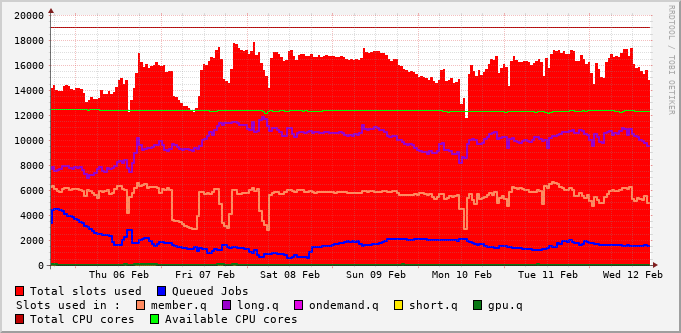 20000
18000
16000
14000
12000
10000
8000
6000
4000
2000
0
Thu 06 Feb Fri 07 Feb Sat 08 Feb Sun 09 Feb Mon 10 Feb Tue 11 Feb Wed 12 Feb
Total slots used Queued Jobs
Slots used in : member.q long.q ondemand.q short.q gpu.q
Total CPU cores Available CPU cores
RRDTOOL / TOBI OETIKER